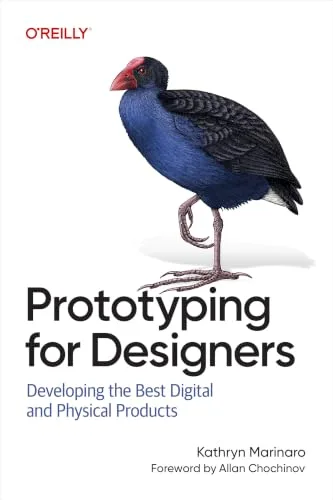 O'REILLY®
Prototyping
for Designers
Developing the Best Digital
and Physical Products
Kathryn Marinaro
Foreword by Allan Chochinov